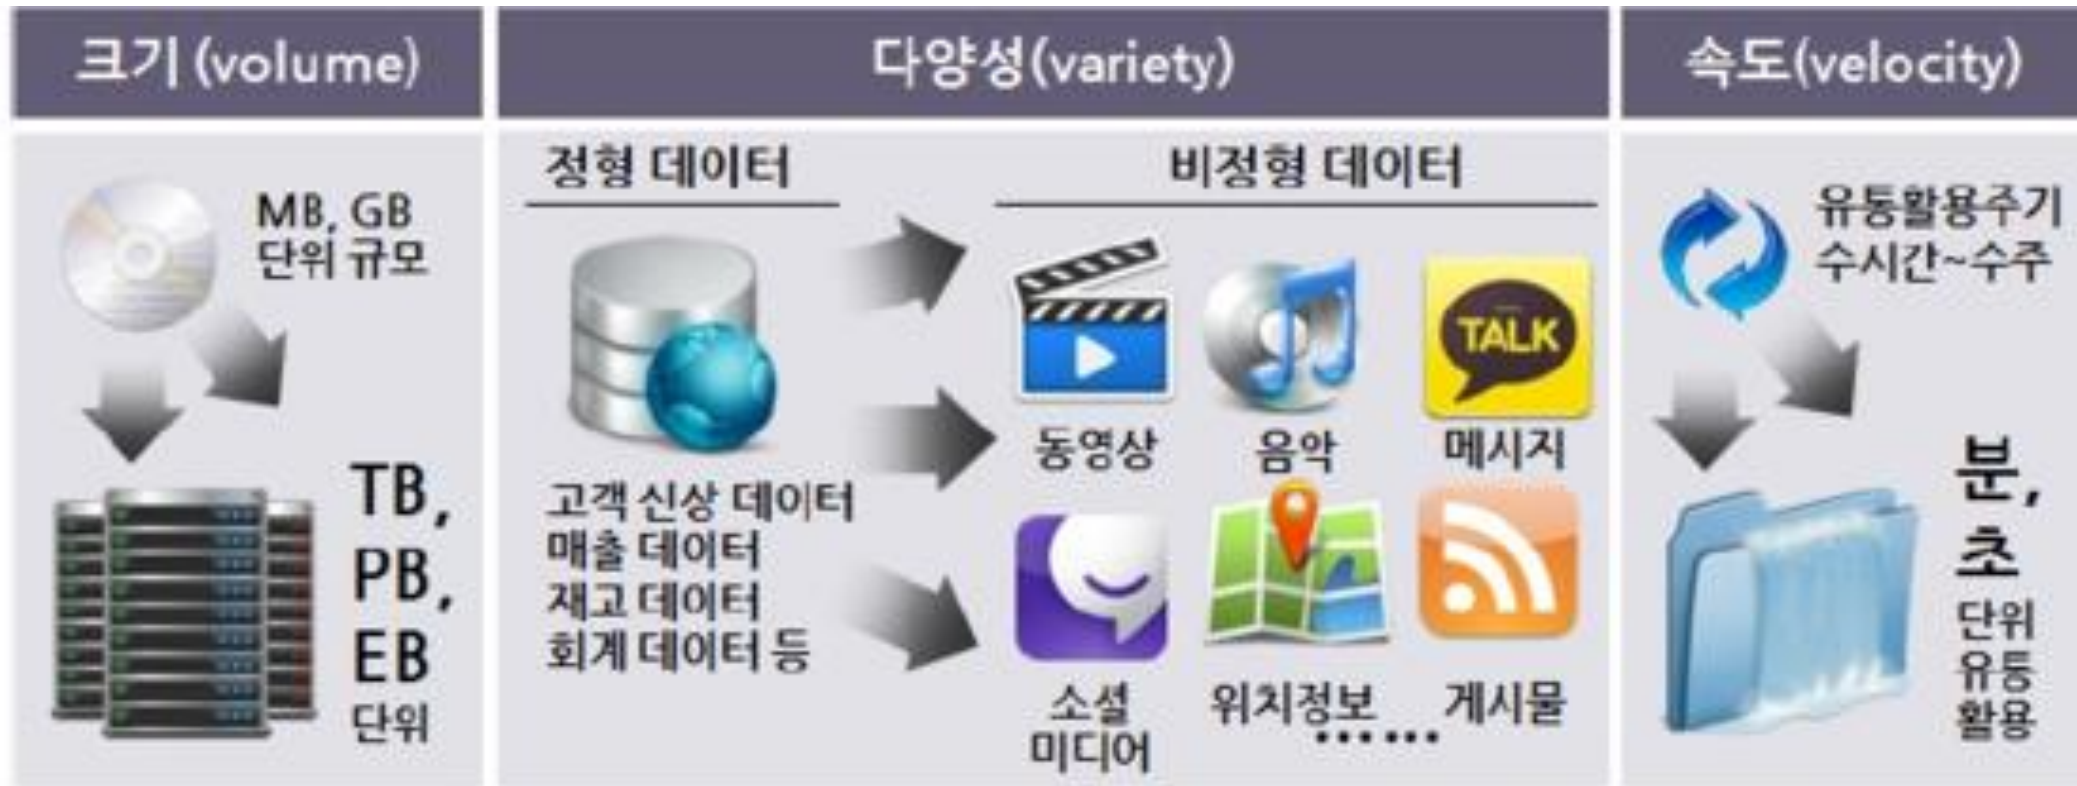 크기 (volume)
다양성(variety)
속도(velocity)
MB, GB
단위 규모
TB,
PB,
EB
단위
정형 데이터
고객 신상 데이터
매출 데이터
재고 데이터
회계 데이터 등
비정형 데이터
TALK
동영상
음악
메시지
소셜
미디어
위치정보
게시물
......
유통활용주기
수시간~수주
분,
초
단위
유통
활용